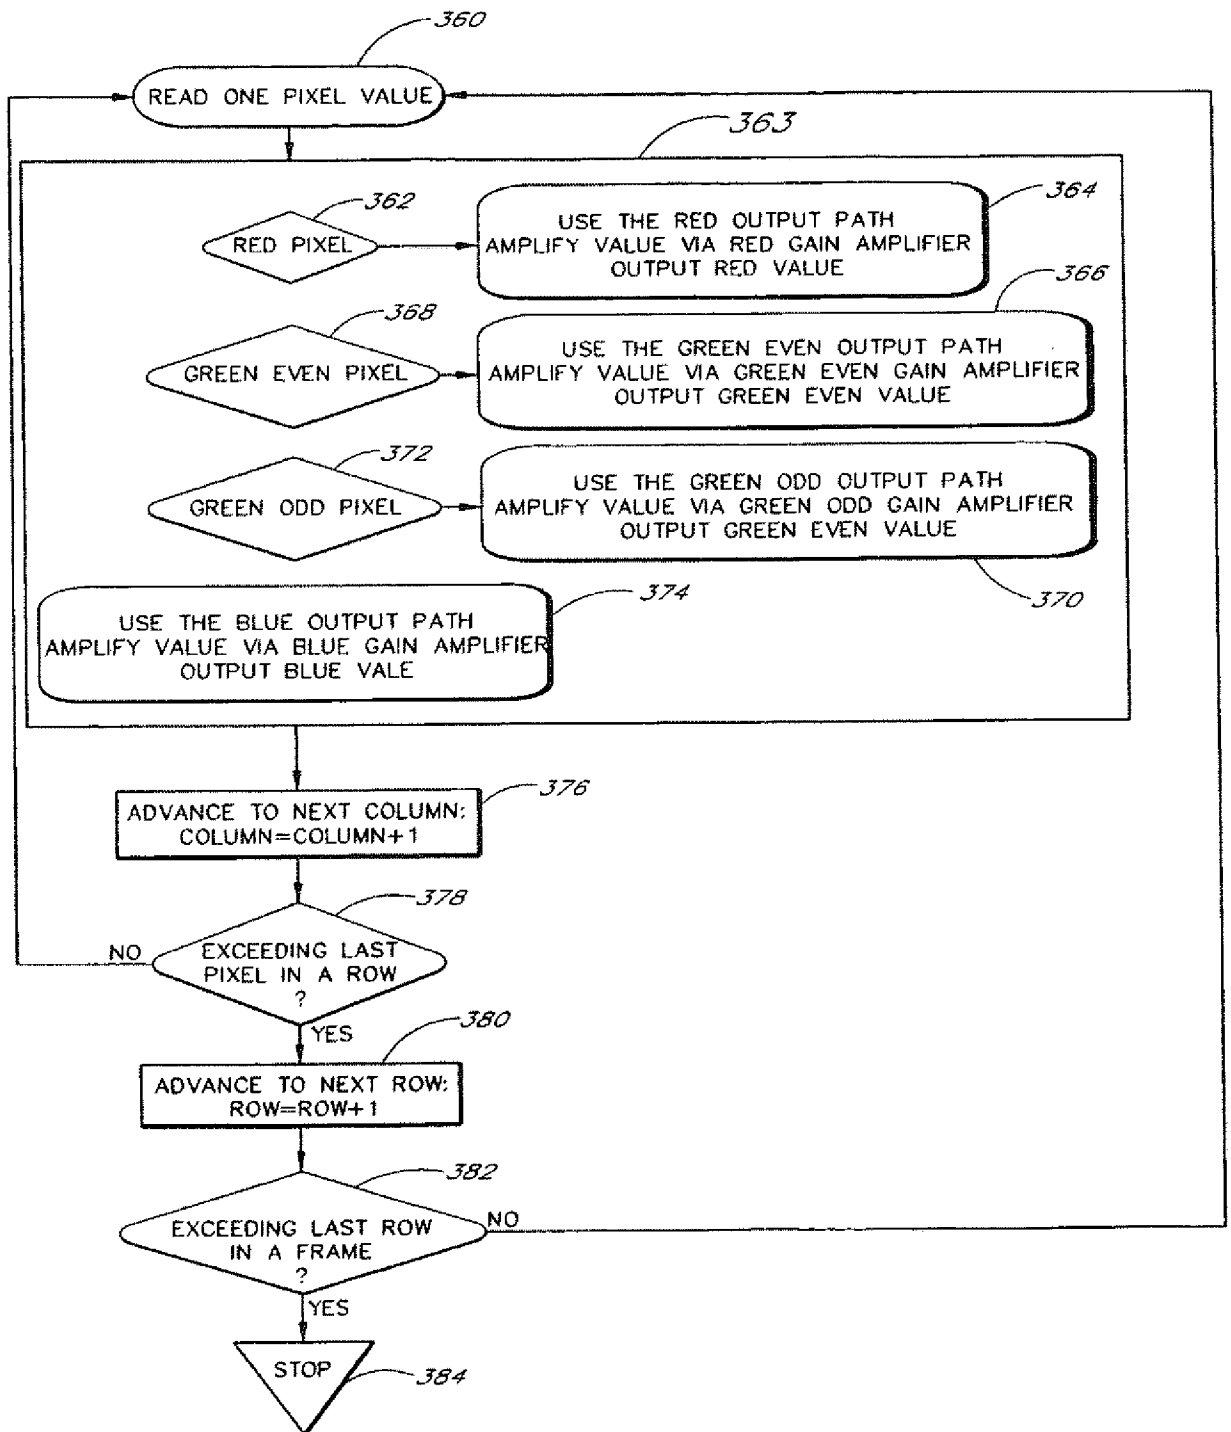 360
READ ONE PIXEL VALUE
363
362
RED PIXEL
364
USE THE RED OUTPUT PATH
AMPLIFY VALUE VIA RED GAIN AMPLIFIER
OUTPUT RED VALUE
366
368
GREEN EVEN PIXEL
USE THE GREEN EVEN OUTPUT PATH
AMPLIFY VALUE VIA GREEN EVEN GAIN AMPLIFIER
OUTPUT GREEN EVEN VALUE
372
GREEN ODD PIXEL
USE THE GREEN ODD OUTPUT PATH
AMPLIFY VALUE VIA GREEN ODD GAIN AMPLIFIER
OUTPUT GREEN EVEN VALUE
370
374
USE THE BLUE OUTPUT PATH
AMPLIFY VALUE VIA BLUE GAIN AMPLIFIER
OUTPUT BLUE VALE
376
ADVANCE TO NEXT COLUMN:
COLUMN=COLUMN+1
378
NO
EXCEEDING LAST
PIXEL IN A ROW
?
YES
380
ADVANCE TO NEXT ROW:
ROW=ROW+1
382
EXCEEDING LAST ROW
IN A FRAME
?
NO
YES
STOP
384